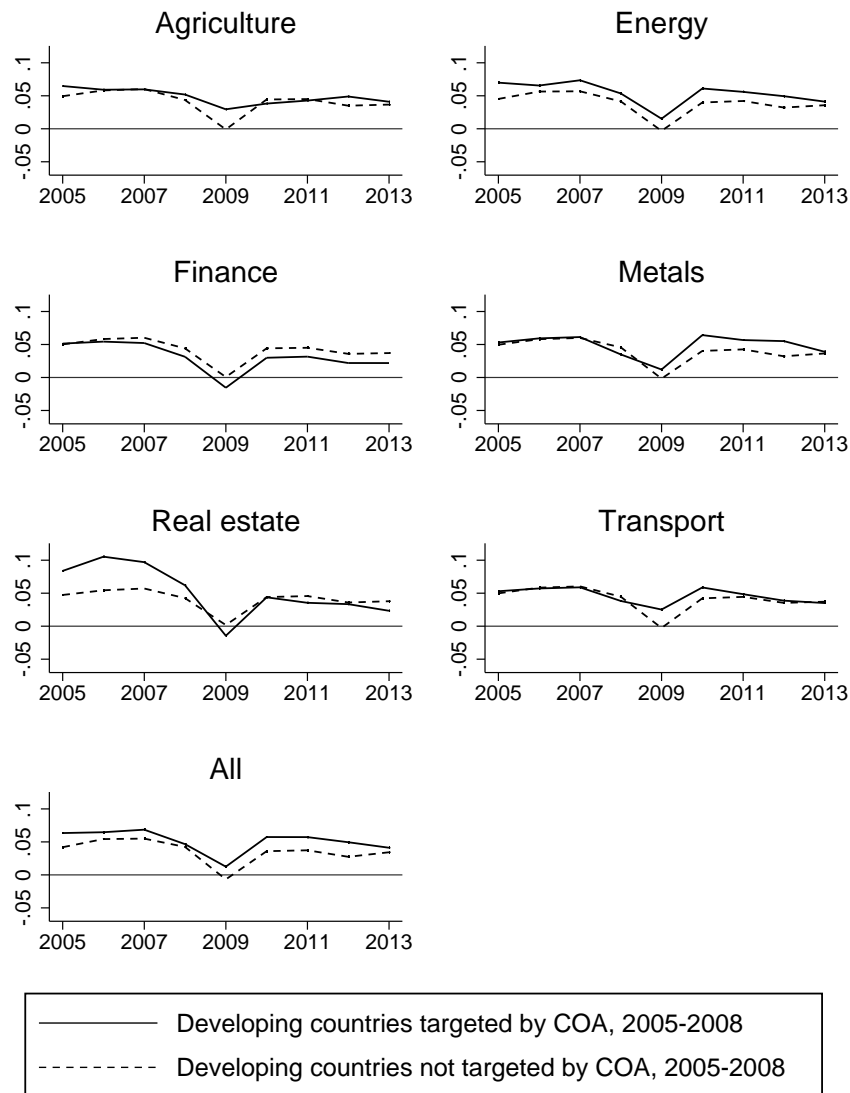 Agriculture
.1
.05
0
-.05
2005 2007 2009 2011 2013
Energy
.1
.05
0
-.05
2005 2007 2009 2011 2013
Finance
.1
.05
0
-.05
2005 2007 2009 2011 2013
Metals
.1
.05
0
-.05
2005 2007 2009 2011 2013
Real estate
.1
.05
0
-.05
2005 2007 2009 2011 2013
Transport
.1
.05
0
-.05
2005 2007 2009 2011 2013
All
.1
.05
0
-.05
2005 2007 2009 2011 2013
Developing countries targeted by COA, 2005-2008
Developing countries not targeted by COA, 2005-2008